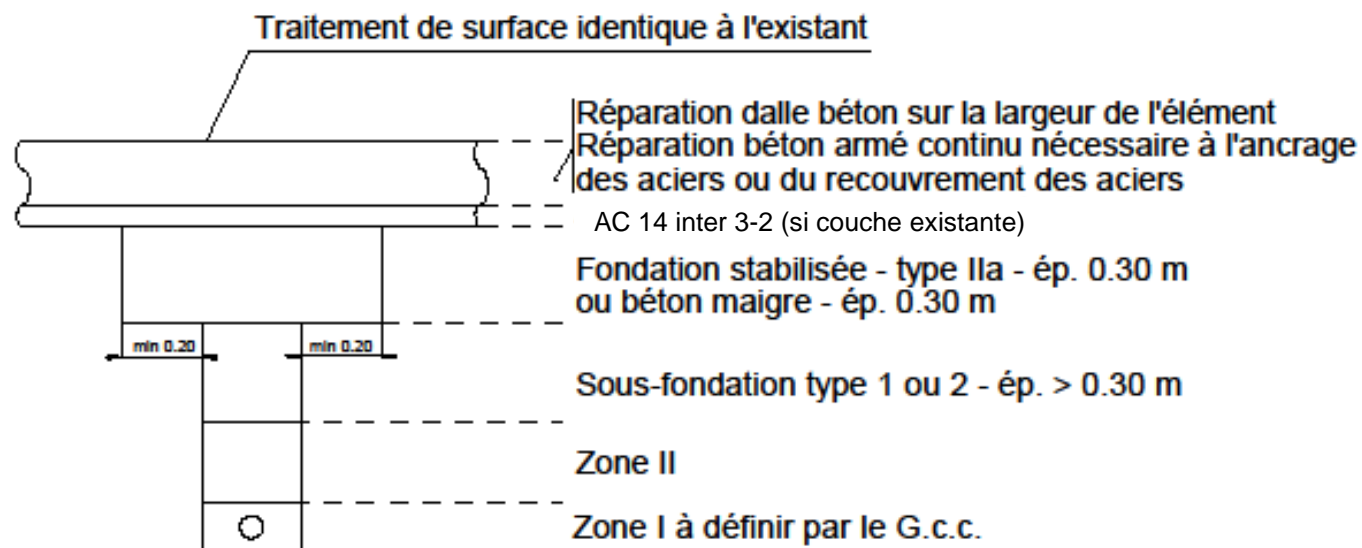 Traitement de surface identique à l'existant
Réparation dalle béton sur la largeur de l'élément
Réparation béton armé continu nécessaire à l'ancrage
des aciers ou du recouvrement des aciers
AC 14 inter 3-2 (si couche existante)
Fondation stabilisée - type IIa - ép. 0.30 m
ou béton maigre - ép. 0.30 m
min 0.20
min 0.20
Sous-fondation type 1 ou 2 - ép. > 0.30 m
Zone II
Zone I à définir par le G.c.c.